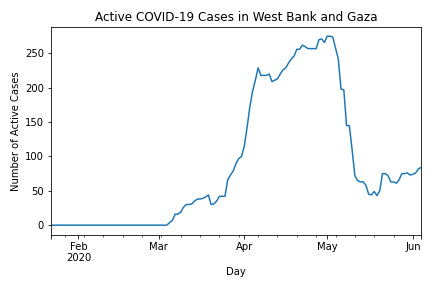 Active COVID-19 Cases in West Bank and Gaza
Number of Active Cases
250
200
150
100
50
0
Feb
2020
Mar
Apr
May
Jun
Day